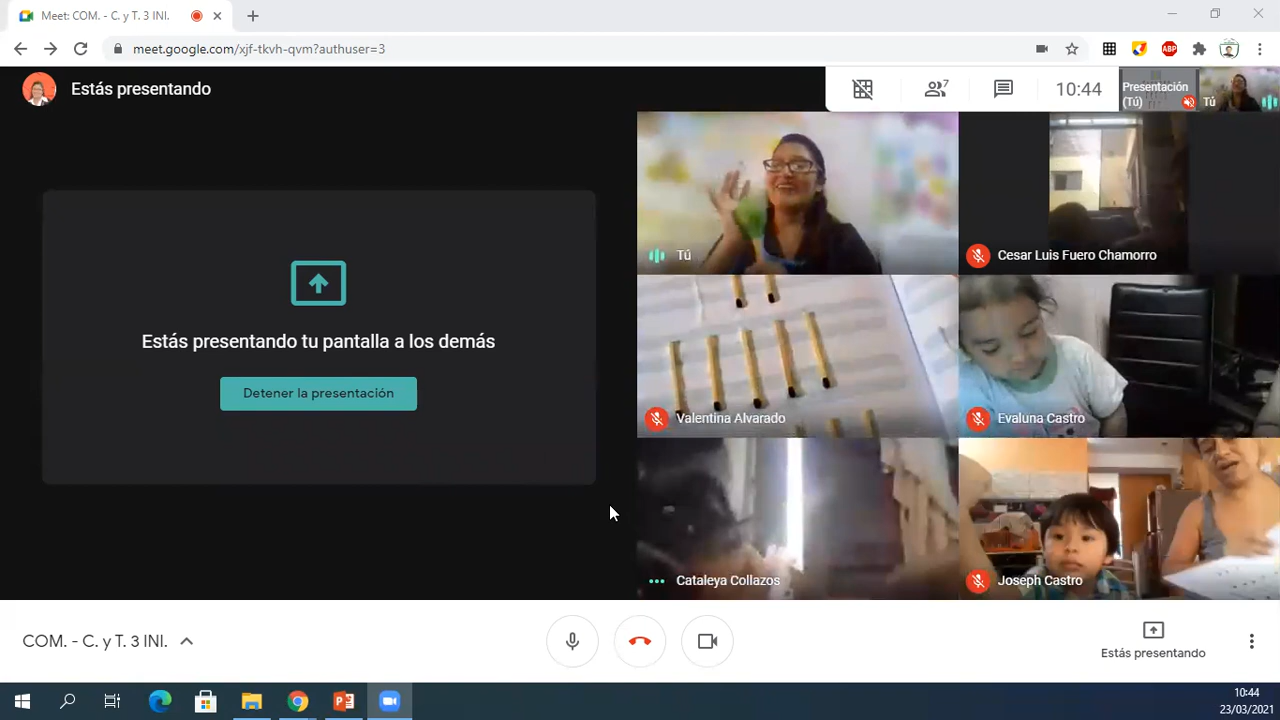 Meet: COM. - C. y T. 3 INI.
meet.google.com/xjf-tkvh-qvm?authuser=3
ABP
Estás presentando
7
10:44
Presentación
(Tú)
Tú
Tú
Cesar Luis Fuero Chamorro
Estás presentando tu pantalla a los demás
Detener la presentación
Valentina Alvarado
Evaluna Castro
Cataleya Collazos
Joseph Castro
COM. - C. y T. 3 INI.
Estás presentando
10:44
23/03/2021